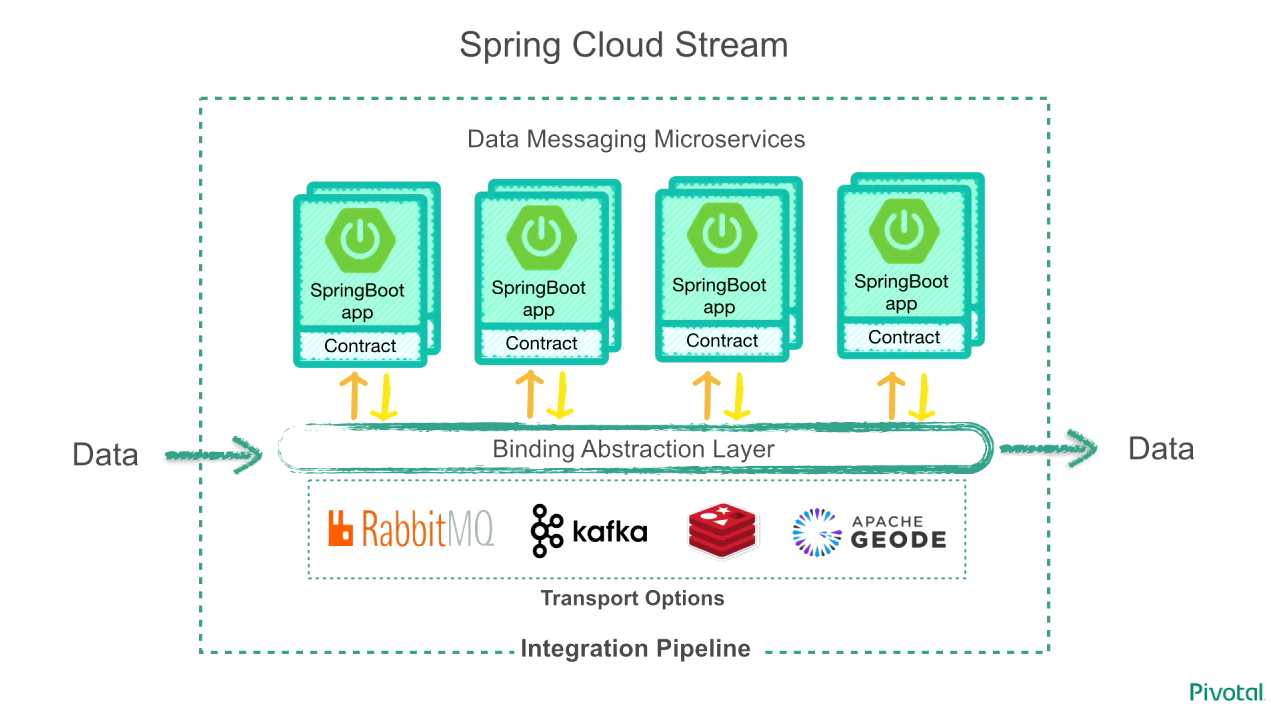 Spring Cloud Stream
Data Messaging Microservices
SpringBoot
app
Contract
SpringBoot
app
Contract
SpringBoot
app
Contract
SpringBoot
app
Contract
Data
Binding Abstraction Layer
Data
RabbitMQ
kafka
APACHE
GEODE
Transport Options
Integration Pipeline
Pivotal